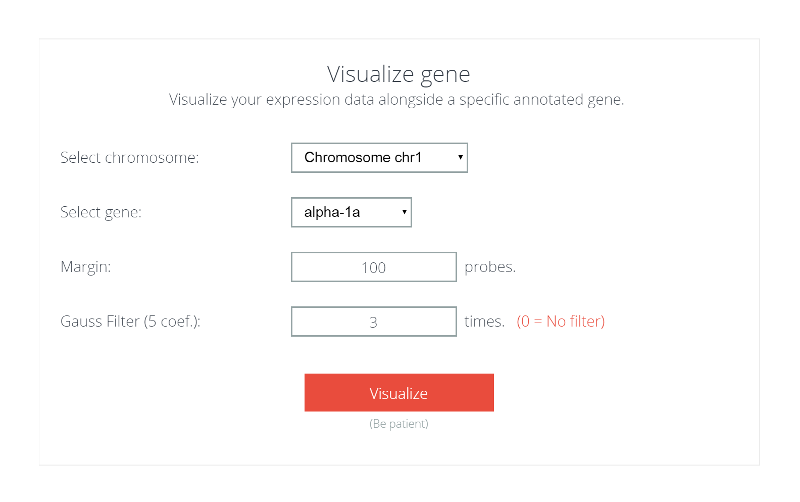 Visualize gene
Visualize your expression data alongside a specific annotated gene.
Select chromosome: Chromosome chr1
Select gene: alpha-1a
Margin: 100 probes.
Gauss Filter (5 coef.): 3 times. (0 = No filter)
Visualize
(Be patient)